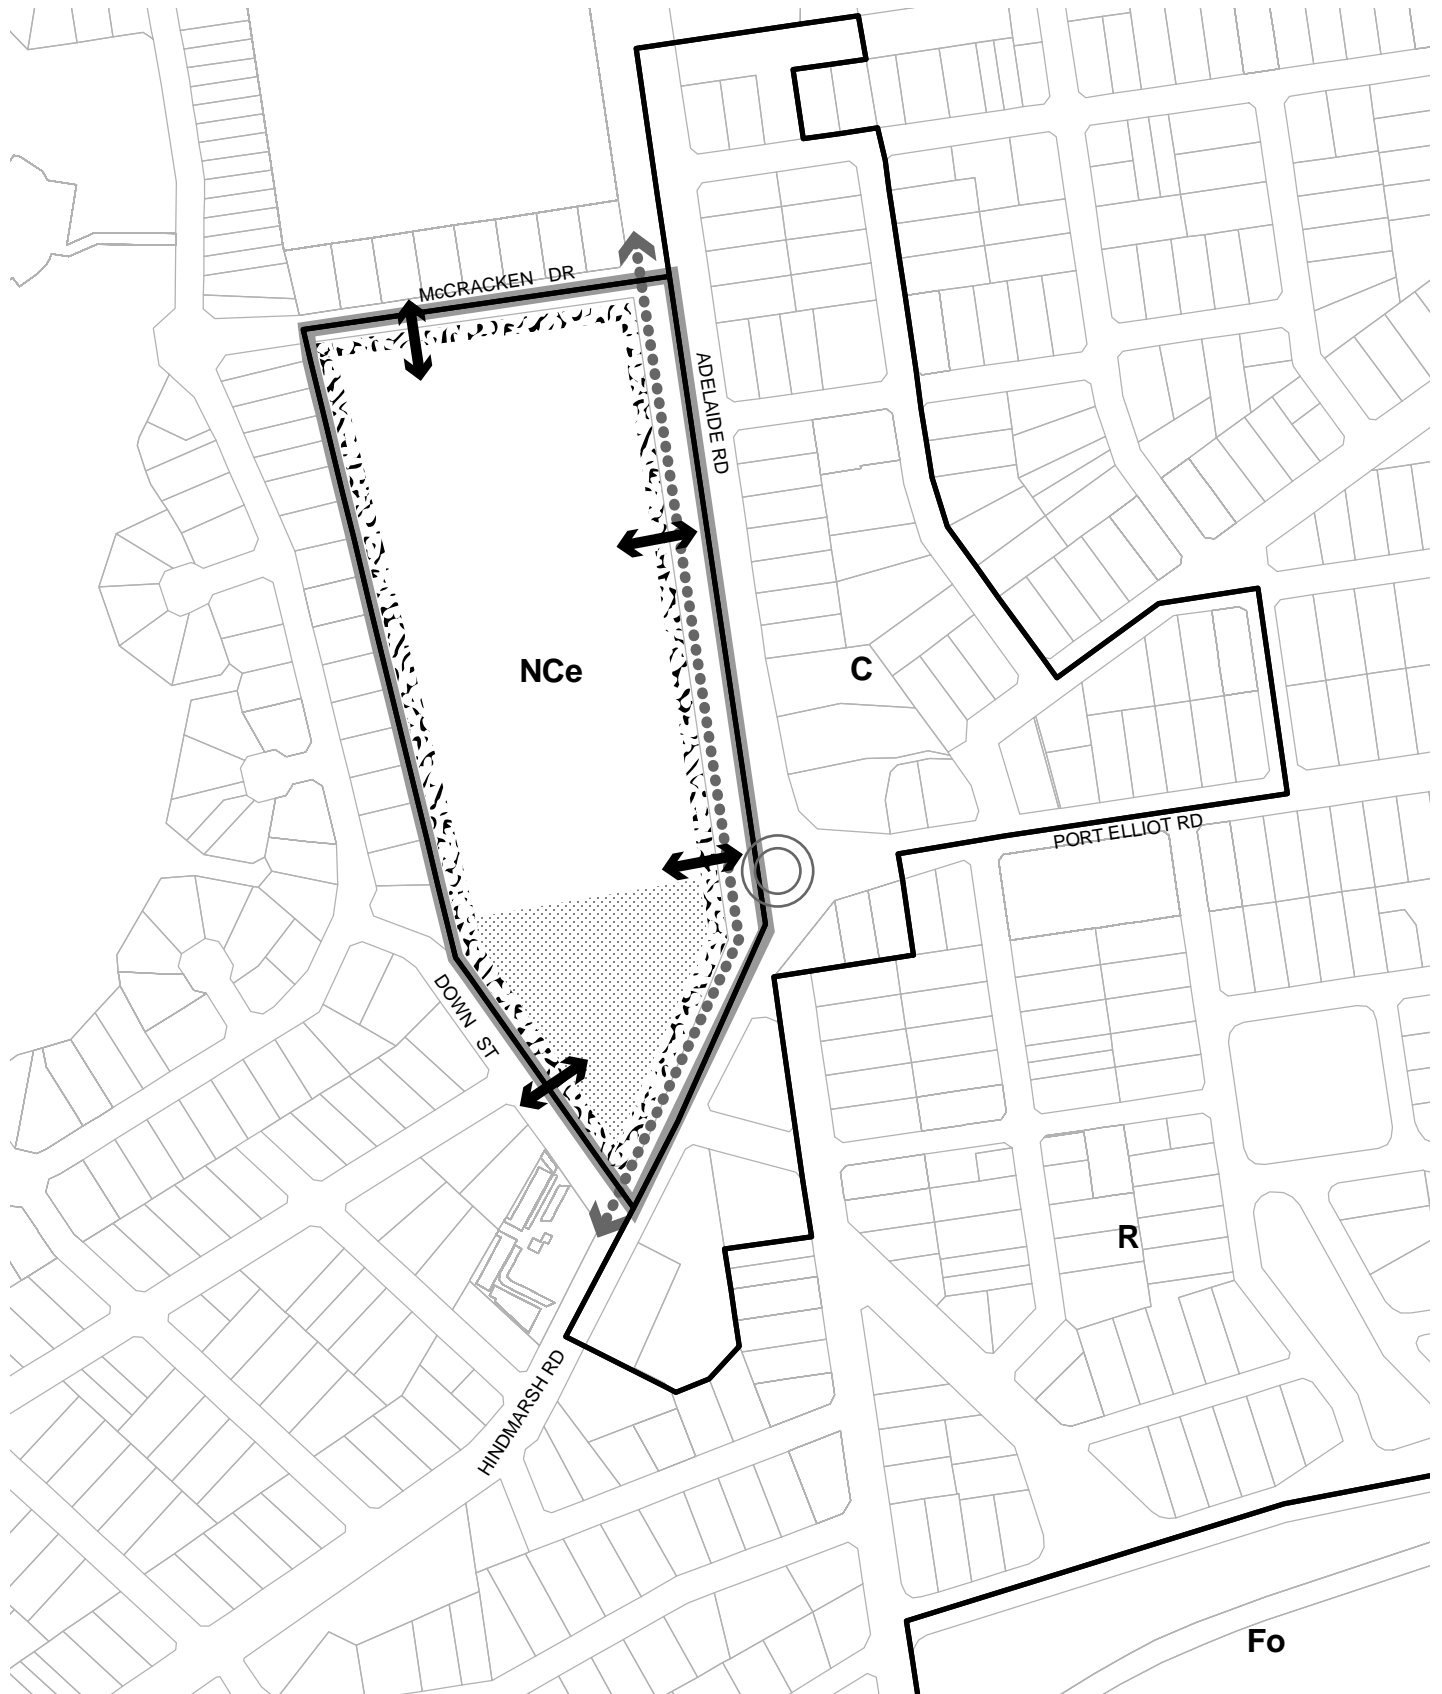 McCRACKEN DR
ADELAIDE RD
NCe
C
PORT ELLIOT RD
DOWN ST
R
HINDMARSH RD
Fo